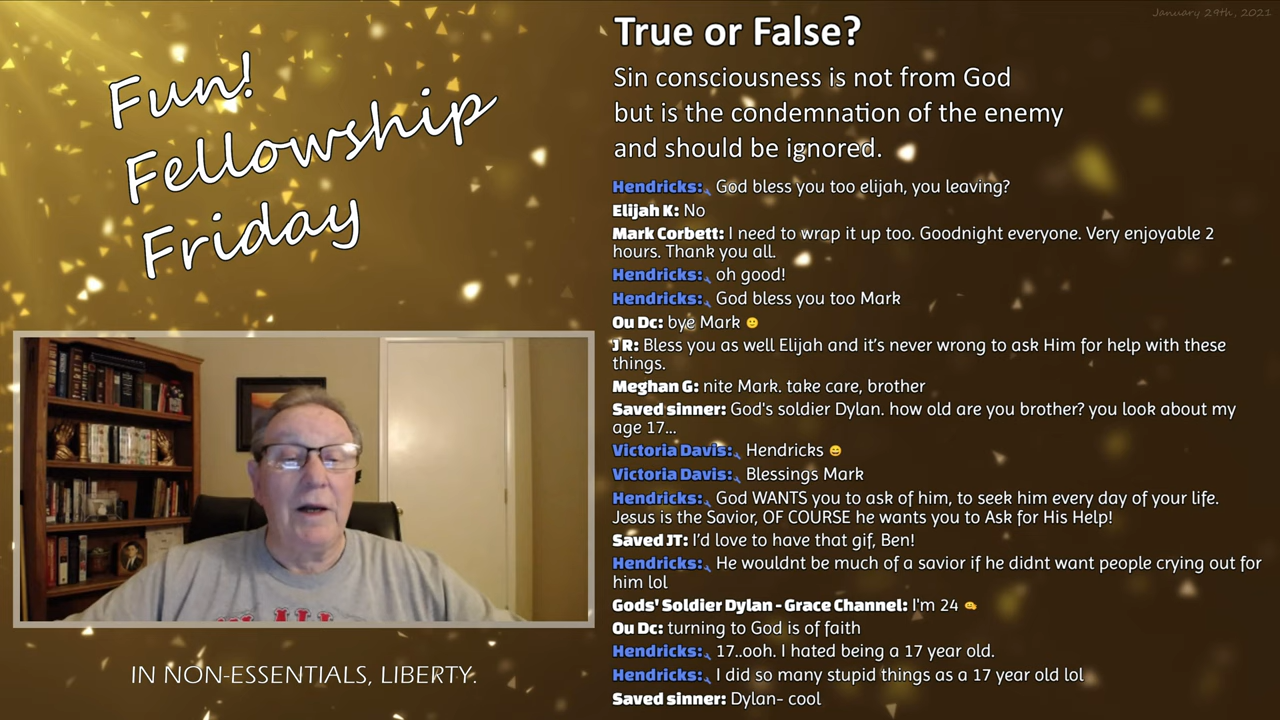 January 29th, 2021
Fun!
Fellowship
Friday
True or False?
Sin consciousness is not from God
but is the condemnation of the enemy
and should be ignored.
Hendricks: God bless you too elijah, you leaving?
Elijah K: No
Mark Corbett: I need to wrap it up too. Goodnight everyone. Very enjoyable 2
hours. Thank you all.
Hendricks: oh good!
Hendricks: God bless you too Mark
Ou Dc: bye Mark 🙂
J R: Bless you as well Elijah and it's never wrong to ask Him for help with these
things.
Meghan G: nite Mark. take care, brother
Saved sinner: God's soldier Dylan. how old are you brother? you look about my
age 17...
Victoria Davis: Hendricks 😄
Victoria Davis: Blessings Mark
Hendricks: God WANTS you to ask of him, to seek him every day of your life.
Jesus is the Savior, OF COURSE he wants you to Ask for His Help!
Saved JT: I'd love to have that gif, Ben!
Hendricks: He wouldnt be much of a savior if he didnt want people crying out for
him lol
Gods' Soldier Dylan - Grace Channel: I'm 24
Ou Dc: turning to God is of faith
Hendricks: 17..ooh. I hated being a 17 year old.
Hendricks: I did so many stupid things as a 17 year old lol
Saved sinner: Dylan- cool
IN NON-ESSENTIALS, LIBERTY.